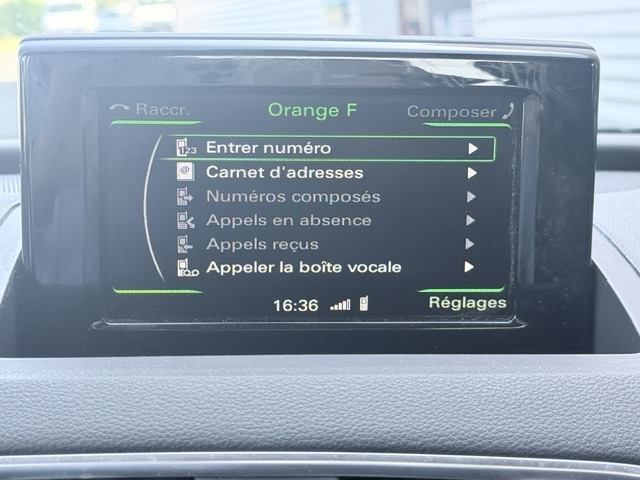 Raccr. Orange F Composer
123 Entrer numéro
@ Carnet d'adresses
Numéros composés
Appels en absence
Appels reçus
Appeler la boîte vocale
16:36 Réglages